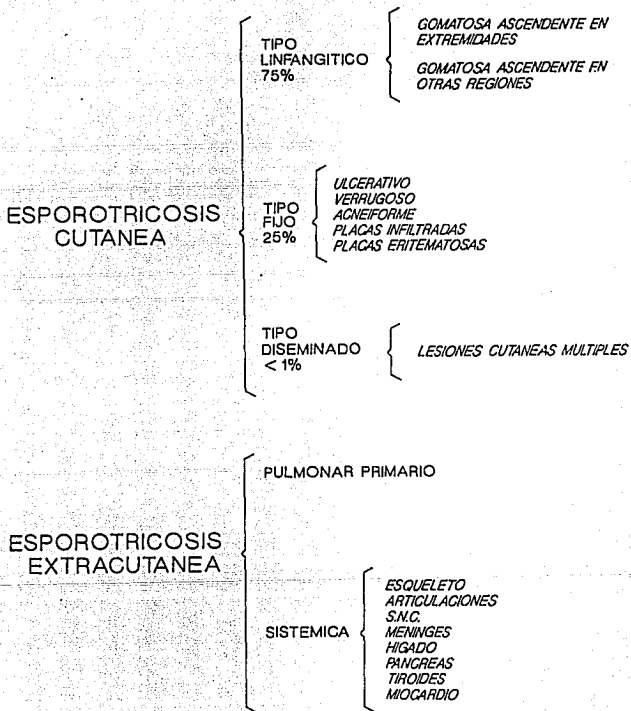 ESPOROTRICOSIS
CUTANEA
TIPO
LINFANGITICO
75%
GOMATOSA ASCENDENTE EN
EXTREMIDADES
GOMATOSA ASCENDENTE EN
OTRAS REGIONES
TIPO
FIJO
25%
ULCERATIVO
VERRUGOSO
ACNEIFORME
PLACAS INFILTRADAS
PLACAS ERITEMATOSAS
TIPO
DISEMINADO
< 1%
LESIONES CUTANEAS MULTIPLES
ESPOROTRICOSIS
EXTRACUTANEA
PULMONAR PRIMARIO
SISTEMICA
ESQUELETO
ARTICULACIONES
S.N.C.
MENINGES
HIGADO
PANCREAS
TIROIDES
MIOCARDIO